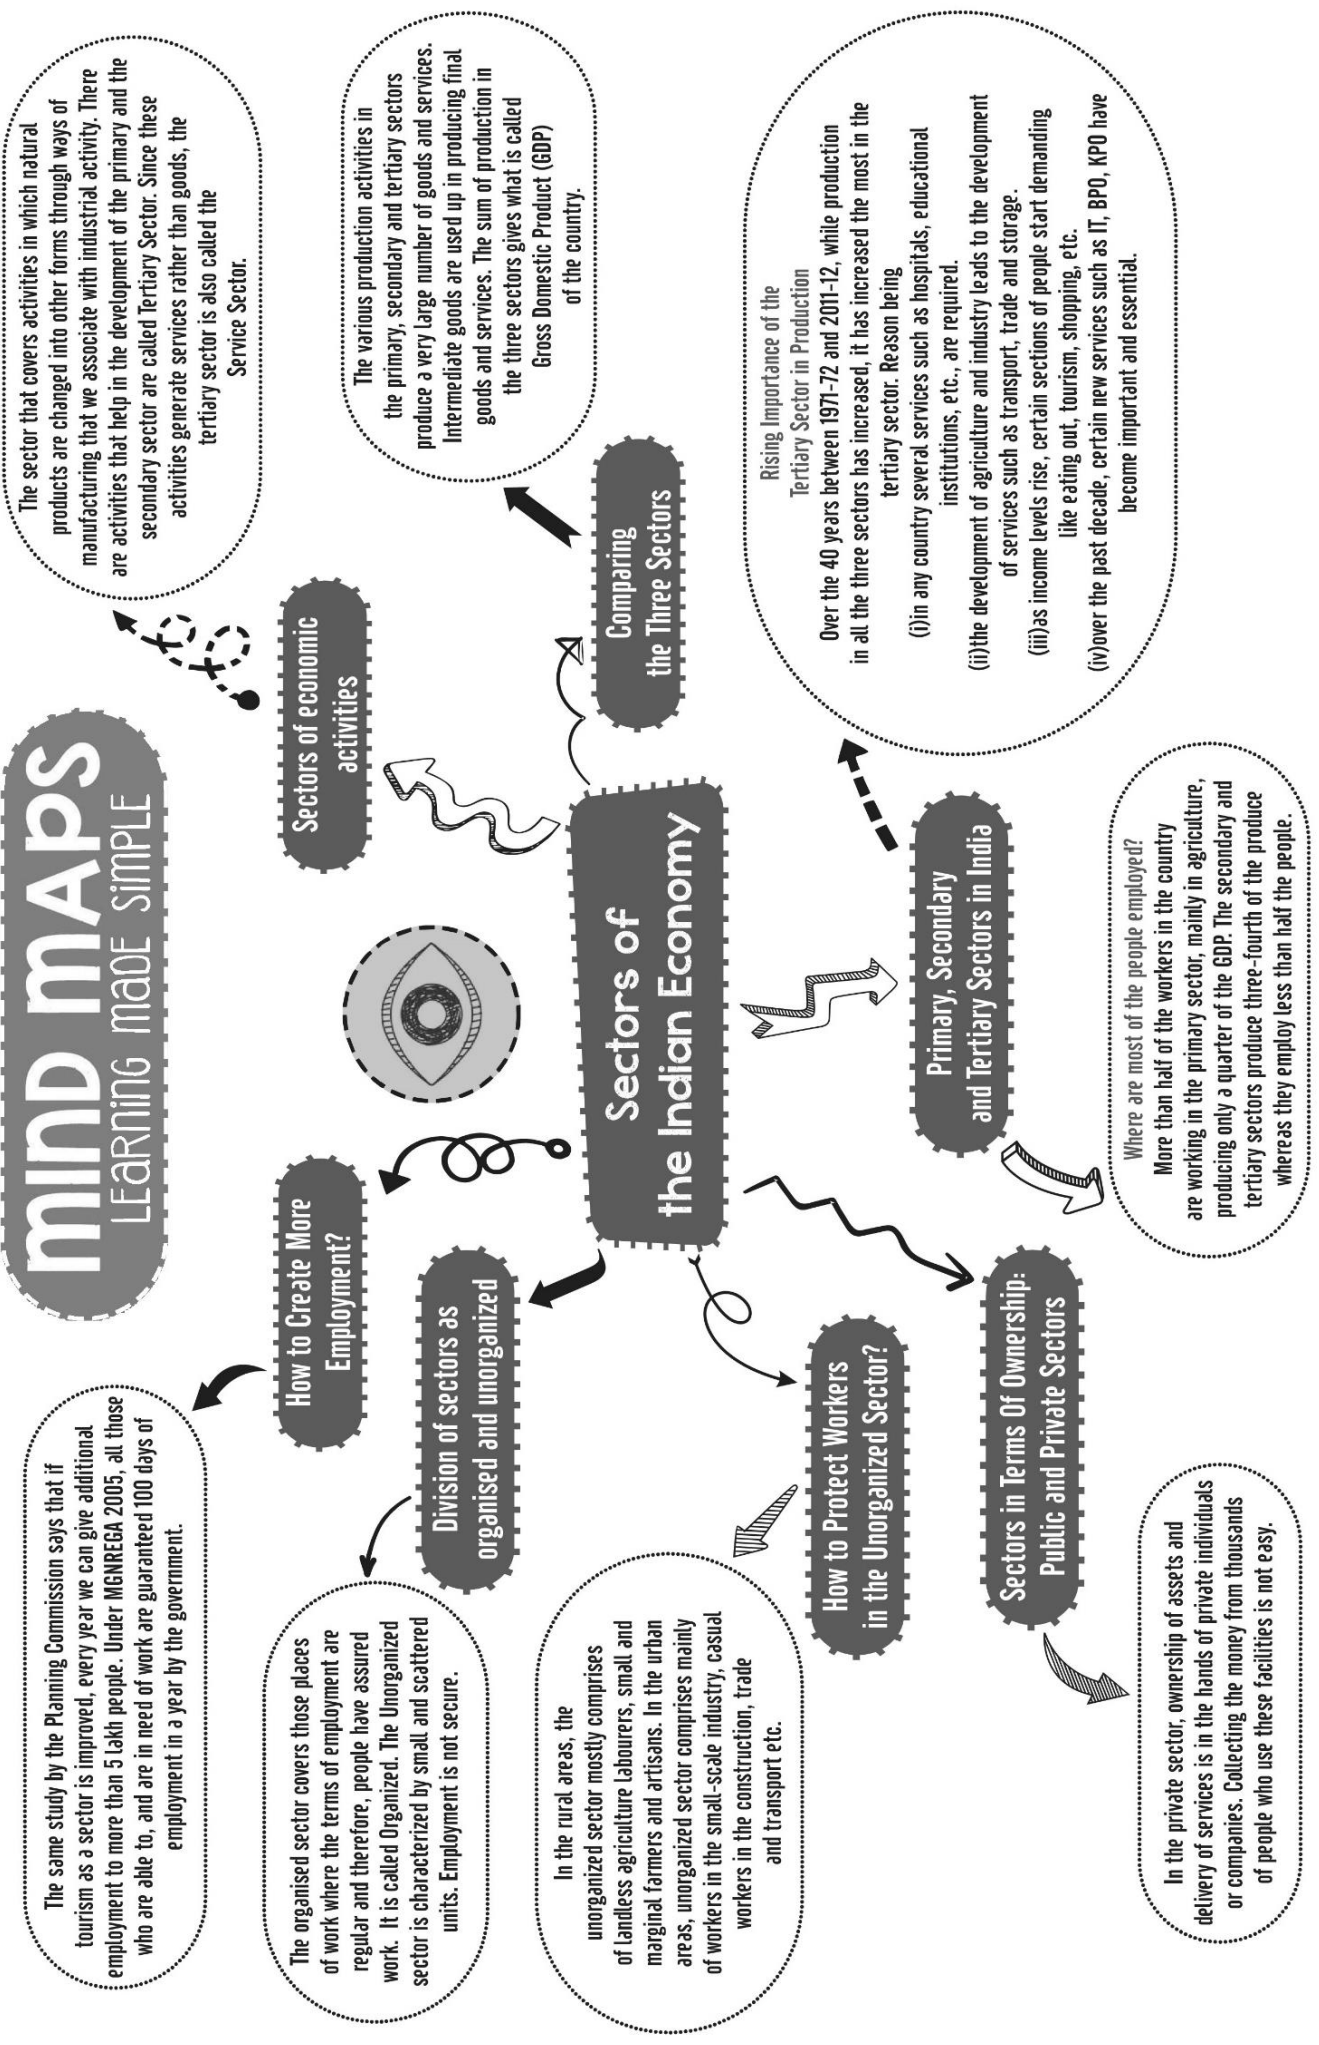 MIND MAPS
LEARNING MADE SIMPLE
Sectors of
the Indian Economy
Sectors of economic
activities
The sector that covers activities in which natural
products are changed into other forms through ways of
manufacturing that we associate with industrial activity. There
are activities that help in the development of the primary and the
secondary sector are called Tertiary Sector. Since these
activities generate services rather than goods, the
tertiary sector is also called the
Service Sector.
Comparing
the Three Sectors
The various production activities in
the primary, secondary and tertiary sectors
produce a very large number of goods and services.
Intermediate goods are used up in producing final
goods and services. The sum of production in
the three sectors gives what is called
Gross Domestic Product (GDP)
of the country.
Primary, Secondary
and Tertiary Sectors in India
Rising Importance of the
Tertiary Sector in Production
Over the 40 years between 1971-72 and 2011-12, while production
in all the three sectors has increased, it has increased the most in the
tertiary sector. Reason being
(i)in any country several services such as hospitals, educational
institutions, etc., are required.
(ii)the development of agriculture and industry leads to the development
of services such as transport, trade and storage.
(iii)as income levels rise, certain sections of people start demanding
like eating out, tourism, shopping, etc.
(iv)over the past decade, certain new services such as IT, BPO, KPO have
become important and essential.
Where are most of the people employed?
More than half of the workers in the country
are working in the primary sector, mainly in agriculture,
producing only a quarter of the GDP. The secondary and
tertiary sectors produce three-fourth of the produce
whereas they employ less than half the people.
Sectors in Terms Of Ownership:
Public and Private Sectors
In the private sector, ownership of assets and
delivery of services is in the hands of private individuals
or companies. Collecting the money from thousands
of people who use these facilities is not easy.
How to Protect Workers
in the Unorganized Sector?
In the rural areas, the
unorganized sector mostly comprises
of landless agriculture labourers, small and
marginal farmers and artisans. In the urban
areas, unorganized sector comprises mainly
of workers in the small-scale industry, casual
workers in the construction, trade
and transport etc.
Division of sectors as
organised and unorganized
The organised sector covers those places
of work where the terms of employment are
regular and therefore, people have assured
work. It is called Organized. The Unorganized
sector is characterized by small and scattered
units. Employment is not secure.
How to Create More
Employment?
The same study by the Planning Commission says that if
tourism as a sector is improved, every year we can give additional
employment to more than 5 lakh people. Under MGNREGA 2005, all those
who are able to, and are in need of work are guaranteed 100 days of
employment in a year by the government.